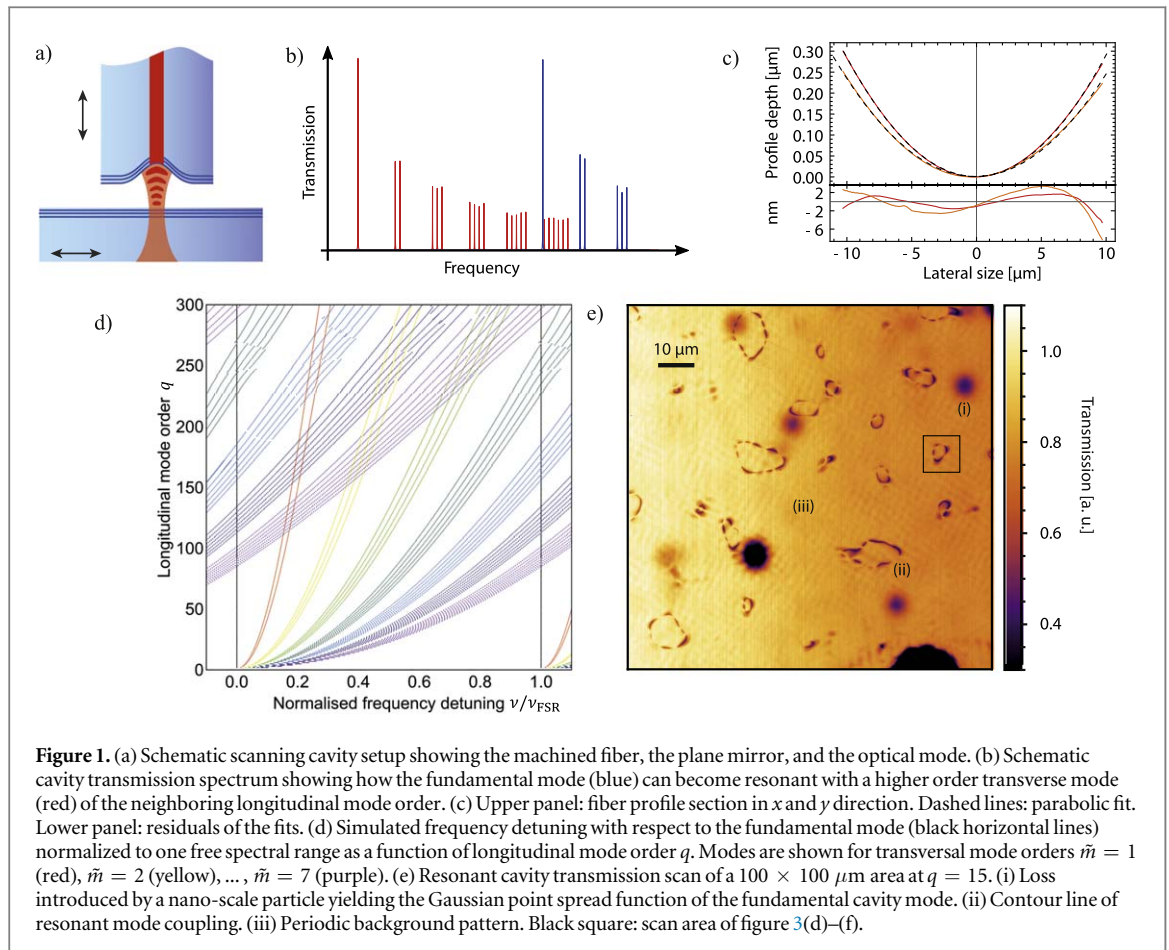 a)
b)
Transmission
Frequency
c)
Profile depth [μm]
0.30
0.25
0.20
0.15
0.10
0.05
0.00
nm
2
- 2
- 6
- 10
- 5
0
5
10
Lateral size [μm]
d)
Longitudinal mode order q
300
250
200
150
100
50
0
0.0
0.2
0.4
0.6
0.8
1.0
Normalised frequency detuning ν/νFSR
e)
10 μm
(i)
(ii)
(iii)
1.0
0.8
0.6
0.4
Transmission [a. u.]
Figure 1. (a) Schematic scanning cavity setup showing the machined fiber, the plane mirror, and the optical mode. (b) Schematic
cavity transmission spectrum showing how the fundamental mode (blue) can become resonant with a higher order transverse mode
(red) of the neighboring longitudinal mode order. (c) Upper panel: fiber profile section in x and y direction. Dashed lines: parabolic fit.
Lower panel: residuals of the fits. (d) Simulated frequency detuning with respect to the fundamental mode (black horizontal lines)
normalized to one free spectral range as a function of longitudinal mode order q. Modes are shown for transversal mode orders m̃ = 1
(red), m̃ = 2 (yellow), ... , m̃ = 7 (purple). (e) Resonant cavity transmission scan of a 100 × 100 μm area at q = 15. (i) Loss
introduced by a nano-scale particle yielding the Gaussian point spread function of the fundamental cavity mode. (ii) Contour line of
resonant mode coupling. (iii) Periodic background pattern. Black square: scan area of figure 3(d)–(f).